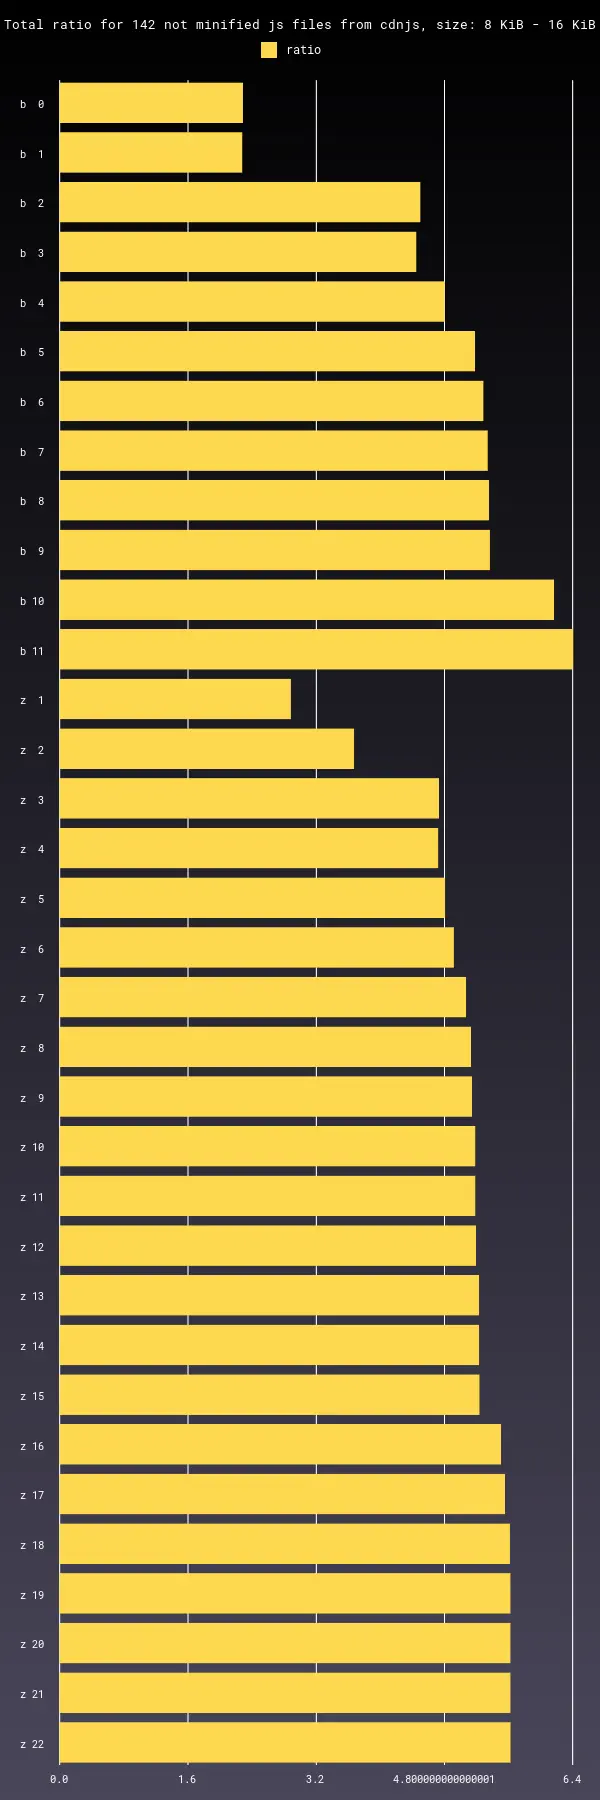 Total ratio for 142 not minified js files from cdnjs, size: 8 KiB - 16 KiB
ratio
b  0
b  1
b  2
b  3
b  4
b  5
b  6
b  7
b  8
b  9
b 10
b 11
z  1
z  2
z  3
z  4
z  5
z  6
z  7
z  8
z  9
z 10
z 11
z 12
z 13
z 14
z 15
z 16
z 17
z 18
z 19
z 20
z 21
z 22
0.0 1.6 3.2 4.800000000000001 6.4